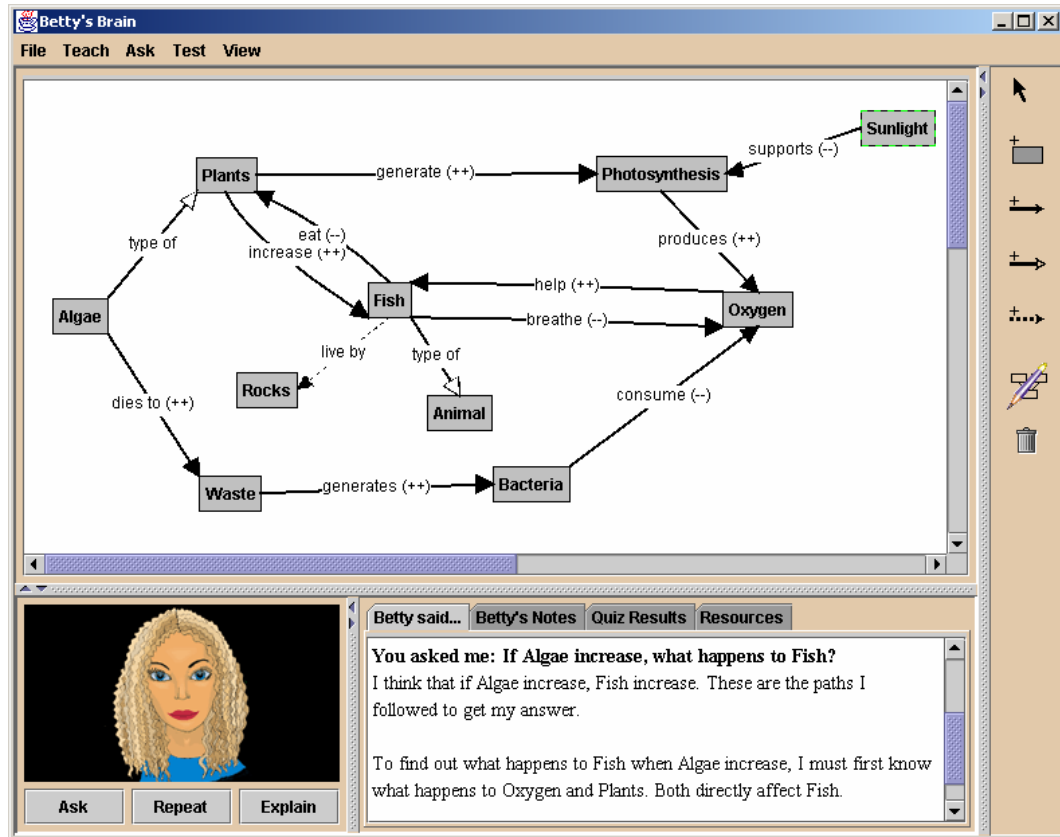 Betty's Brain
File Teach Ask Test View
Sunlight
supports (--)
Plants
generate (++)
Photosynthesis
eat (--)
type of
increase (++)
produces (++)
help (++)
Fish
Algae
Oxygen
breathe (--)
live by
type of
Rocks
consume (--)
dies to (++)
Animal
Waste
generates (++)
Bacteria
Betty said... Betty's Notes Quiz Results Resources
You asked me: If Algae increase, what happens to Fish?
I think that if Algae increase, Fish increase. These are the paths I
followed to get my answer.
To find out what happens to Fish when Algae increase, I must first know
what happens to Oxygen and Plants. Both directly affect Fish.
Ask Repeat Explain